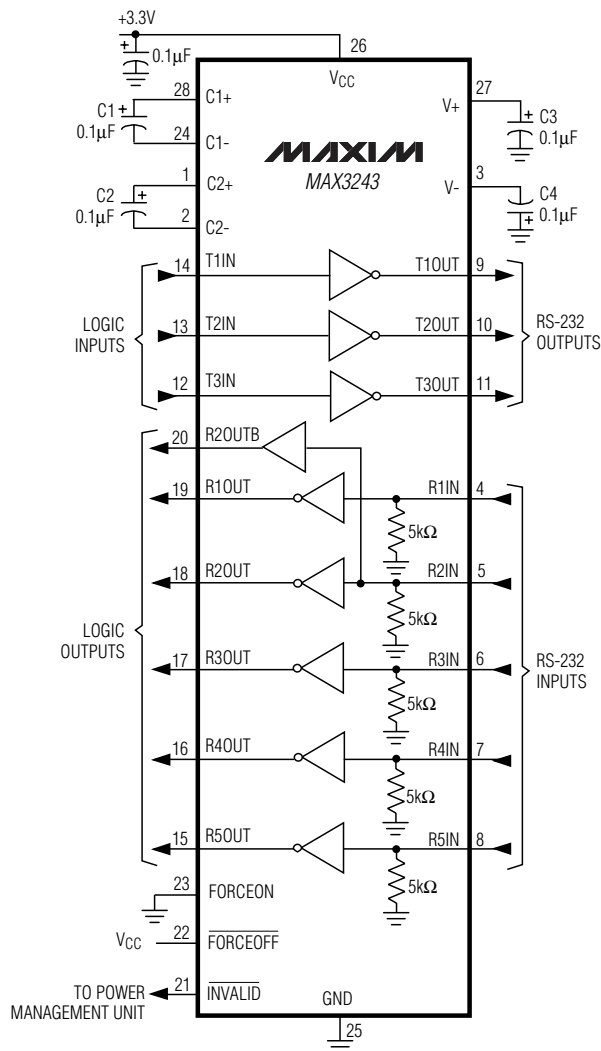 +3.3V
+
0.1µF
26
VCC
28
C1+
C1
+
0.1µF
24
C1-
1
C2+
C2
+
0.1µF
2
C2-
27
V+
+
C3
0.1µF
3
V-
C4
+
0.1µF
MAXIM
MAX3243
14
T1IN
T1OUT
9
LOGIC
INPUTS
13
T2IN
T2OUT
10
RS-232
OUTPUTS
12
T3IN
T3OUT
11
20
R2OUTB
19
R1OUT
R1IN
4
5kΩ
18
R2OUT
R2IN
5
5kΩ
LOGIC
OUTPUTS
17
R3OUT
R3IN
6
RS-232
INPUTS
5kΩ
16
R4OUT
R4IN
7
5kΩ
15
R5OUT
R5IN
8
5kΩ
23
FORCEON
VCC
22
FORCEOFF
21
INVALID
TO POWER
MANAGEMENT UNIT
GND
25